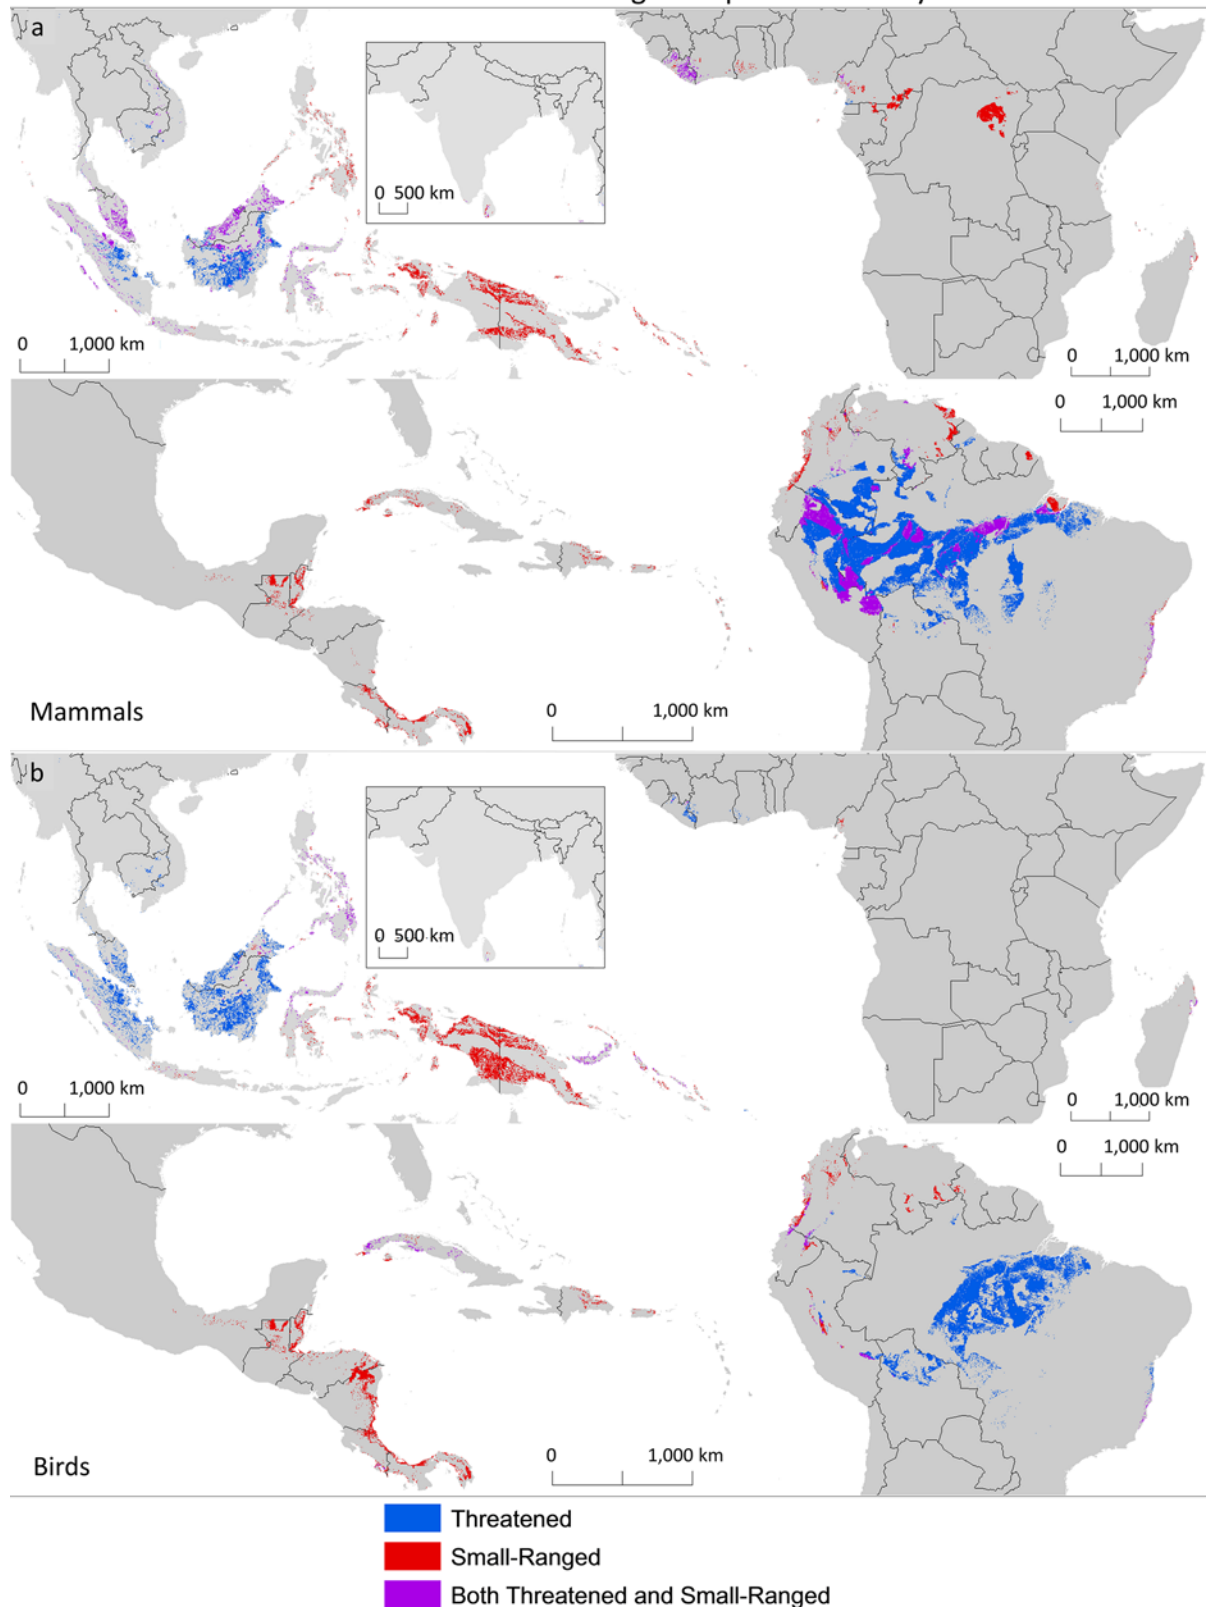 a
0 500 km
0 1,000 km
0 1,000 km
0 1,000 km
0 1,000 km
Mammals
b
0 500 km
0 1,000 km
0 1,000 km
0 1,000 km
0 1,000 km
Birds
Threatened
Small-Ranged
Both Threatened and Small-Ranged